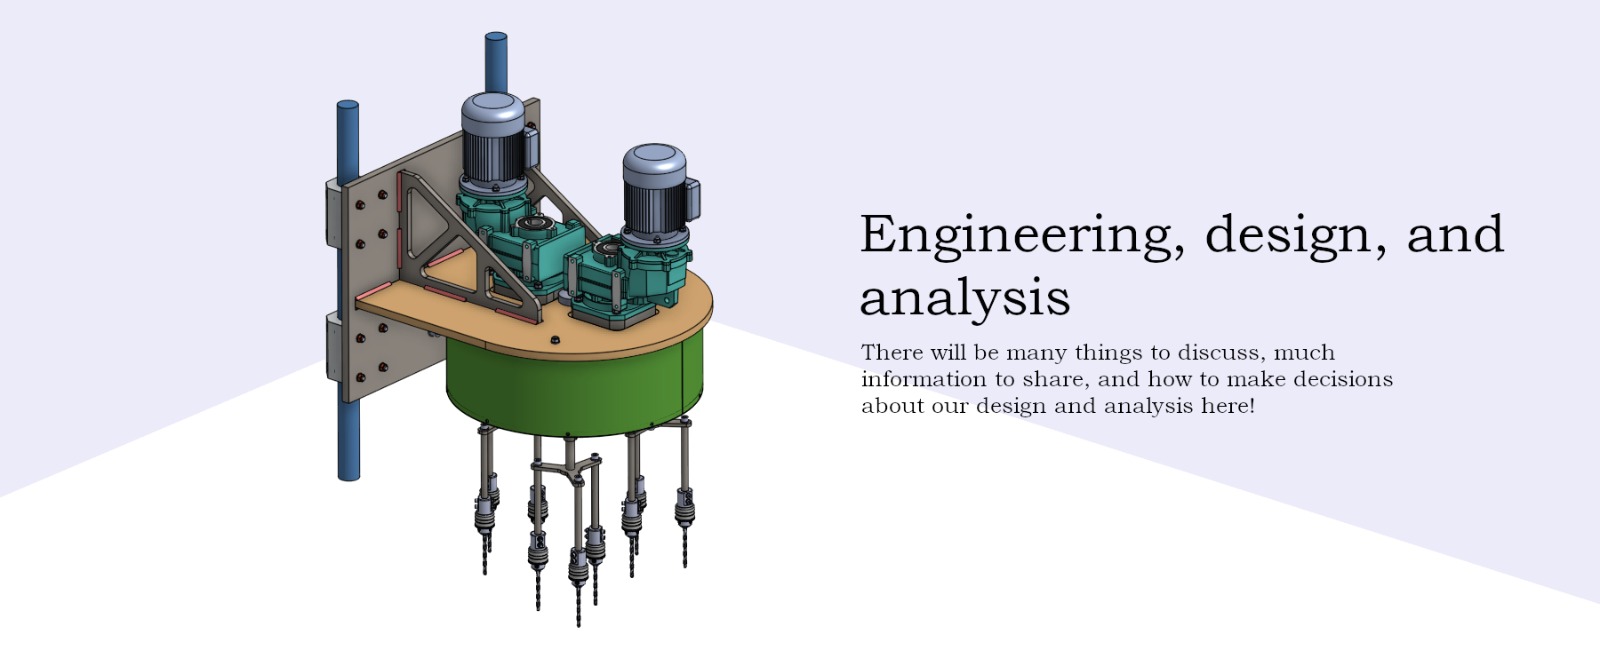 Engineering, design, and
analysis
There will be many things to discuss, much
information to share, and how to make decisions
about our design and analysis here!